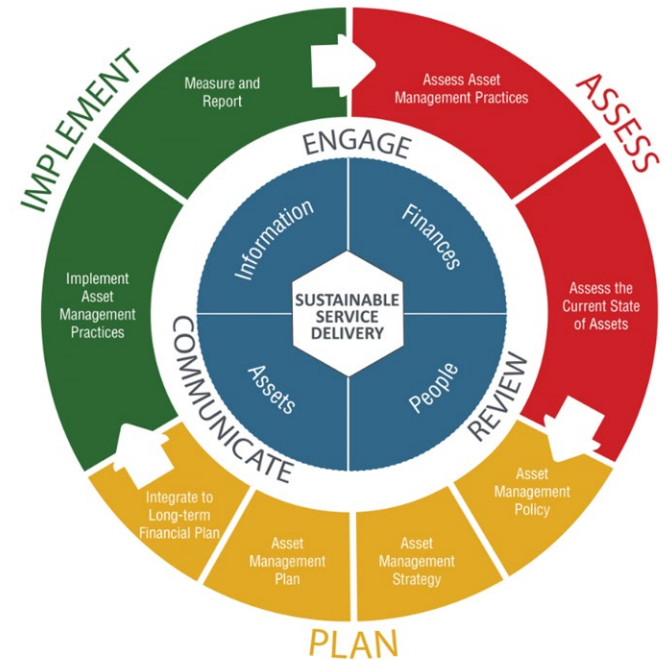 IMPLEMENT
Measure and
Report
Assess Asset
Management Practices
ASSESS
ENGAGE
Information
Finances
Implement
Asset
Management
Practices
SUSTAINABLE
SERVICE
DELIVERY
Assess the
Current State
of Assets
COMMUNICATE
Assets
People
REVIEW
Integrate to
Long-term
Financial Plan
Asset
Management
Plan
Asset
Management
Strategy
Asset
Management
Policy
PLAN